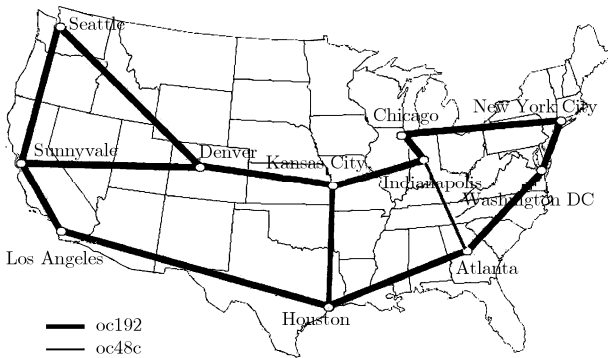 Seattle
Chicago
New York City
Sunnyvale
Denver
Kansas City
Indianapolis
Washington DC
Los Angeles
Atlanta
Houston
oc192
oc48c